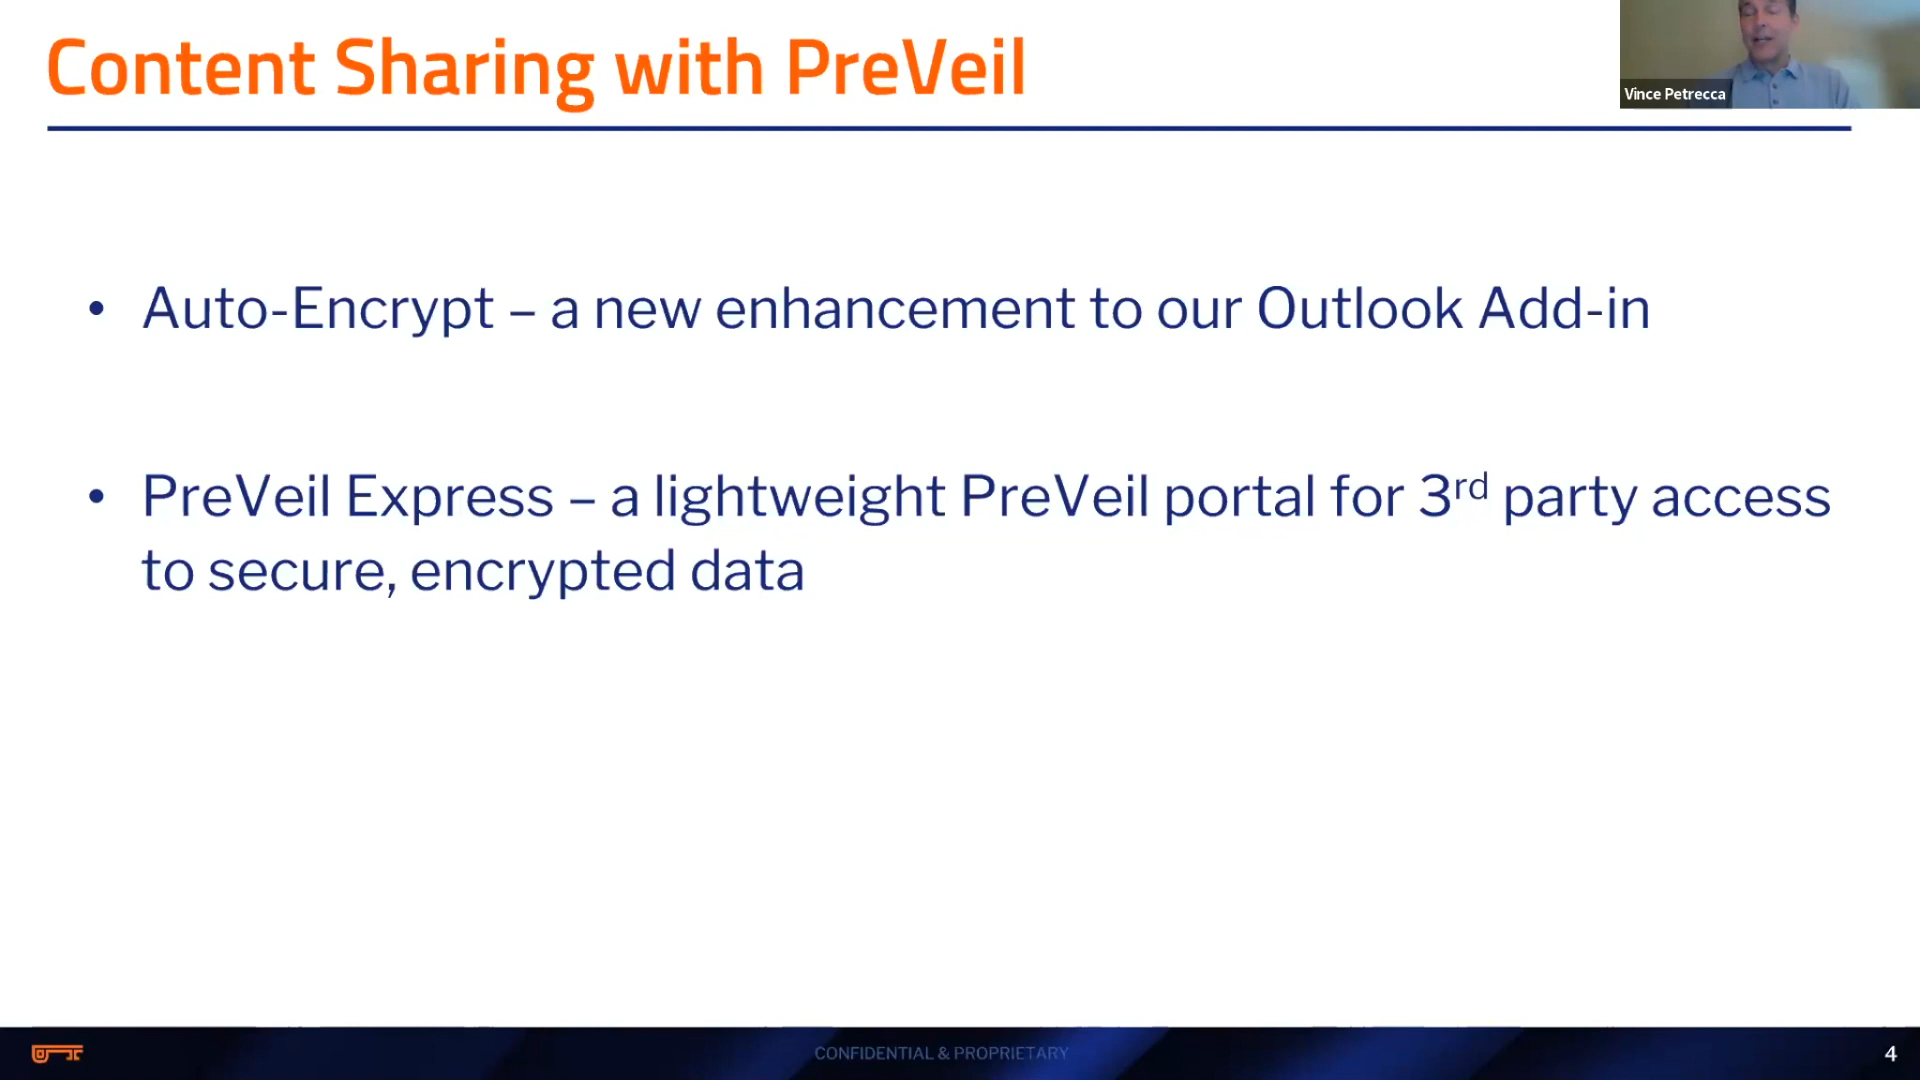 Content Sharing with PreVeil
Vince Petrecca
• Auto-Encrypt – a new enhancement to our Outlook Add-in
• PreVeil Express – a lightweight PreVeil portal for 3rd party access
to secure, encrypted data
CONFIDENTIAL & PROPRIETARY
4